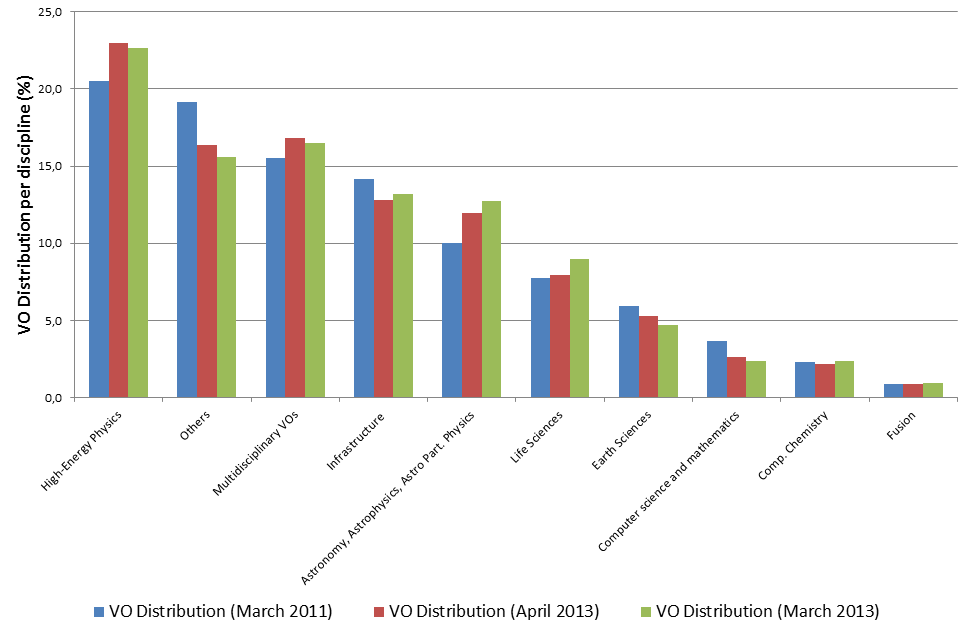 VO Distribution per discipline (%)
25,0
20,0
15,0
10,0
5,0
0,0
High-Energy Physics
Others
Multidisciplinary VOs
Infrastructure
Astronomy, Astrophysics, Astro Part. Physics
Life Sciences
Earth Sciences
Computer science and mathematics
Comp. Chemistry
Fusion
VO Distribution (March 2011)
VO Distribution (April 2013)
VO Distribution (March 2013)